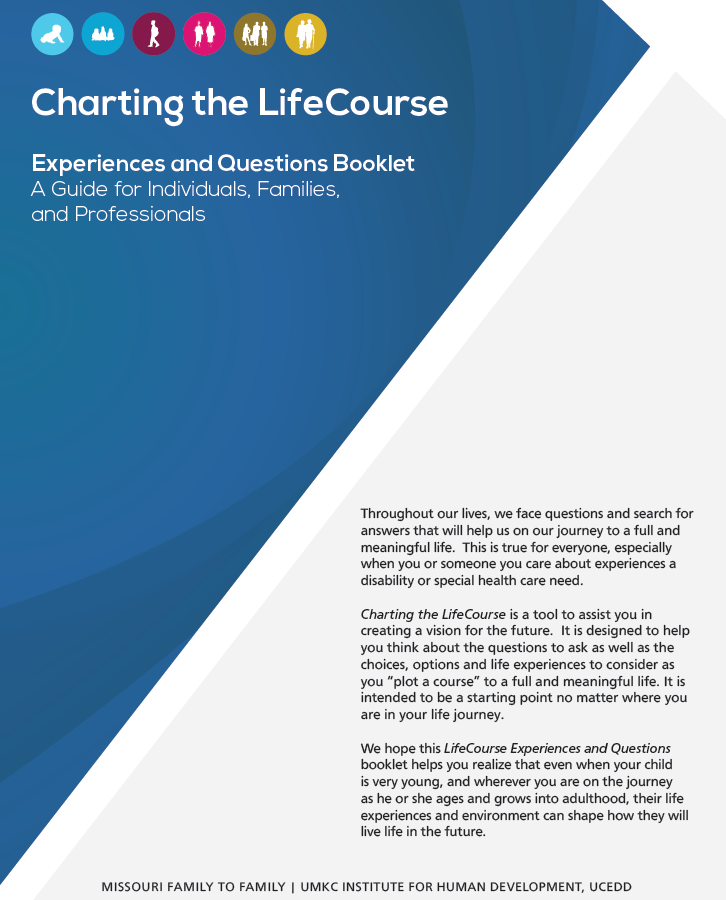 Charting the LifeCourse
Experiences and Questions Booklet
A Guide for Individuals, Families,
and Professionals
Throughout our lives, we face questions and search for
answers that will help us on our journey to a full and
meaningful life.  This is true for everyone, especially
when you or someone you care about experiences a
disability or special health care need.
Charting the LifeCourse is a tool to assist you in
creating a vision for the future.  It is designed to help
you think about the questions to ask as well as the
choices, options and life experiences to consider as
you “plot a course” to a full and meaningful life. It is
intended to be a starting point no matter where you
are in your life journey.
We hope this LifeCourse Experiences and Questions
booklet helps you realize that even when your child
is very young, and wherever you are on the journey
as he or she ages and grows into adulthood, their life
experiences and environment can shape how they will
live life in the future.
MISSOURI FAMILY TO FAMILY | UMKC INSTITUTE FOR HUMAN DEVELOPMENT, UCEDD